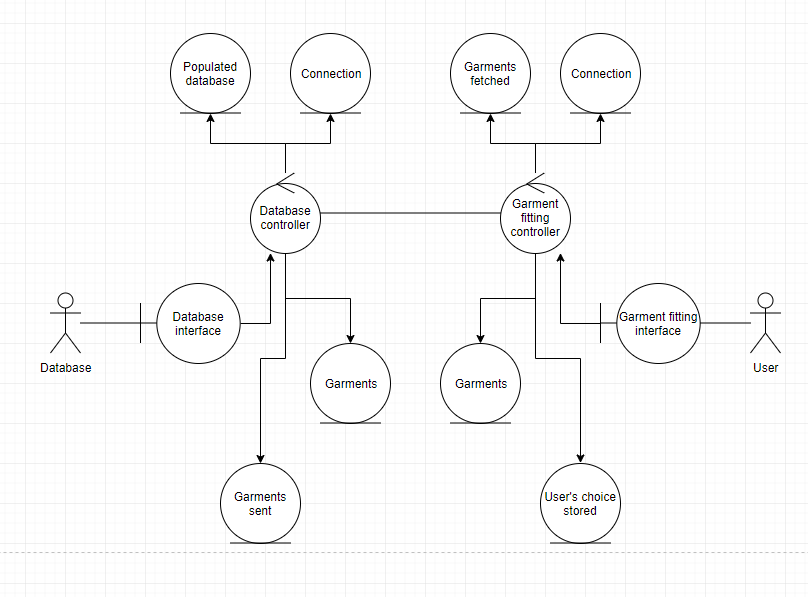 Populated
database
Connection
Garments
fetched
Connection
Database
controller
Garment
fitting
controller
Database
interface
Garment fitting
interface
Database
User
Garments
Garments
Garments
sent
User's choice
stored